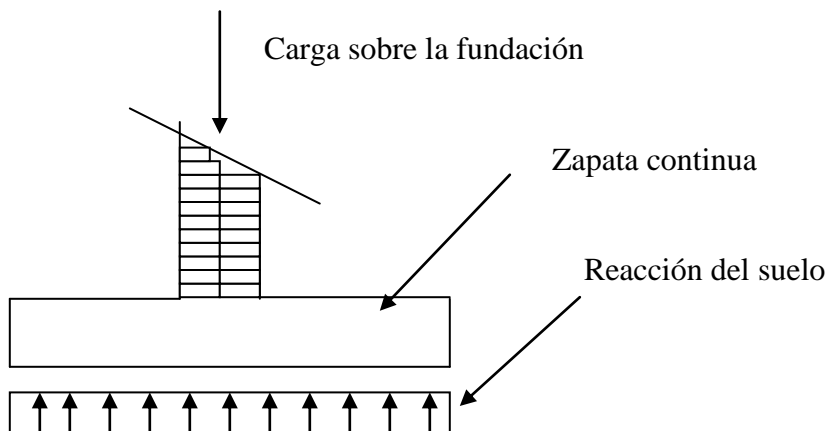 Carga sobre la fundación
Zapata continua
Reacción del suelo